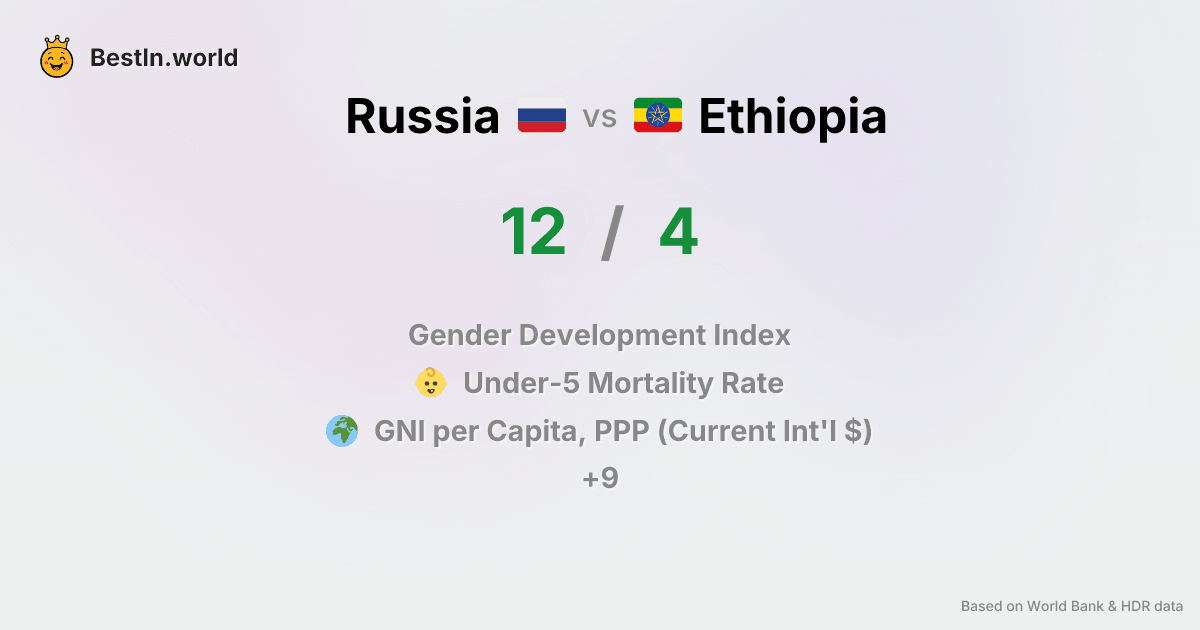 BestIn.world
Russia vs Ethiopia
12 / 4
Gender Development Index
Under-5 Mortality Rate
GNI per Capita, PPP (Current Int'l $)
+9
Based on World Bank & HDR data